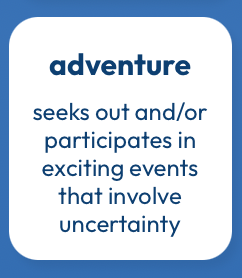 adventure
seeks out and/or
participates in
exciting events
that involve
uncertainty